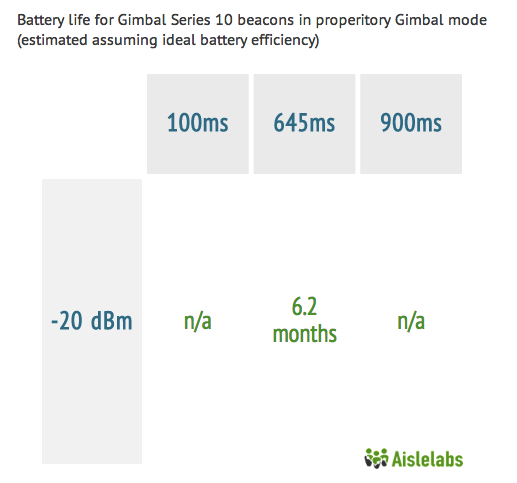 Battery life for Gimbal Series 10 beacons in properitory Gimbal mode
(estimated assuming ideal battery efficiency)
100ms 645ms 900ms
-20 dBm n/a 6.2 months n/a
Aislelabs